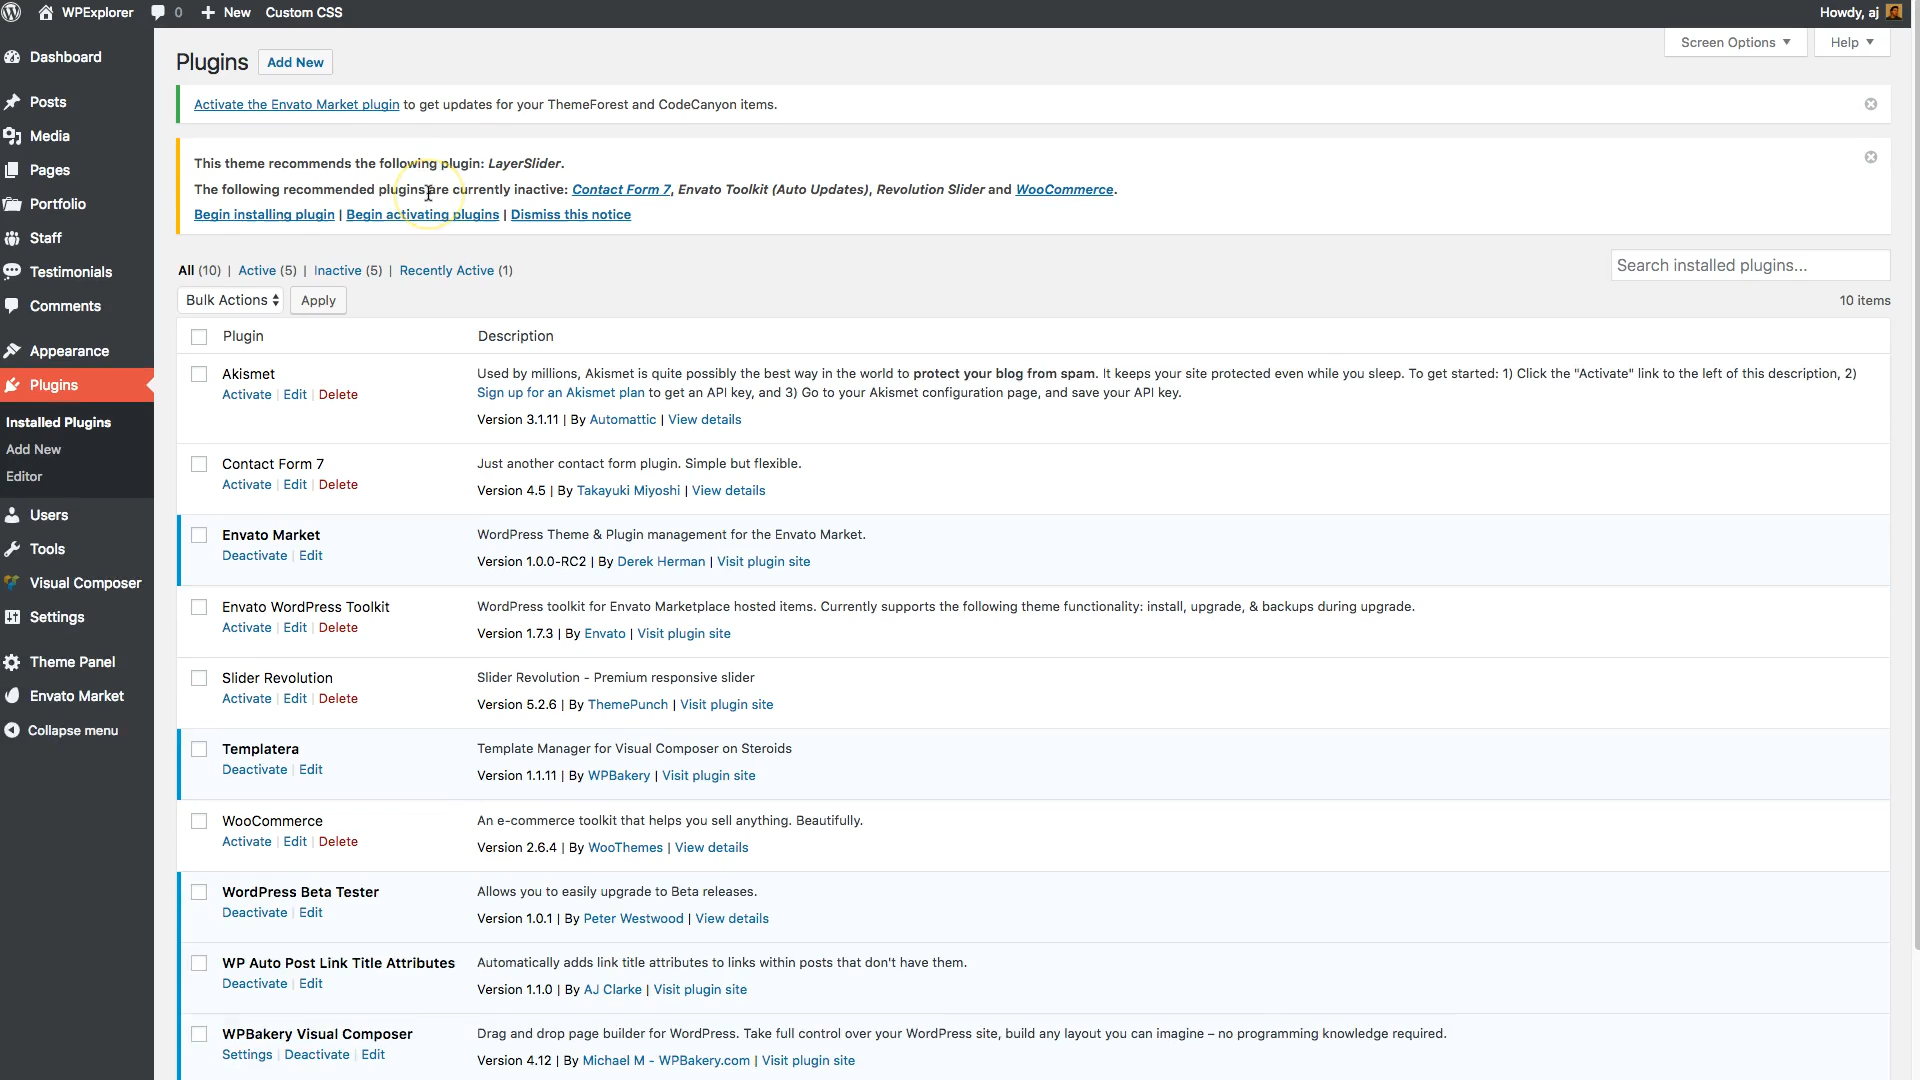 WPExplorer 0 + New Custom CSS Howdy, aj
Screen Options Help
Dashboard
Posts
Media
Pages
Portfolio
Staff
Testimonials
Comments
Appearance
Plugins
Installed Plugins
Add New
Editor
Users
Tools
Visual Composer
Settings
Theme Panel
Envato Market
Collapse menu
Plugins Add New
Activate the Envato Market plugin to get updates for your ThemeForest and CodeCanyon items.
This theme recommends the following plugin: LayerSlider.
The following recommended plugins are currently inactive: Contact Form 7, Envato Toolkit (Auto Updates), Revolution Slider and WooCommerce.
Begin installing plugin | Begin activating plugins | Dismiss this notice
All (10) | Active (5) | Inactive (5) | Recently Active (1)
Search installed plugins...
Bulk Actions Apply
10 items
Plugin Description
Akismet
Activate | Edit | Delete
Used by millions, Akismet is quite possibly the best way in the world to protect your blog from spam. It keeps your site protected even while you sleep. To get started: 1) Click the "Activate" link to the left of this description, 2)
Sign up for an Akismet plan to get an API key, and 3) Go to your Akismet configuration page, and save your API key.
Version 3.1.11 | By Automattic | View details
Contact Form 7
Activate | Edit | Delete
Just another contact form plugin. Simple but flexible.
Version 4.5 | By Takayuki Miyoshi | View details
Envato Market
Deactivate | Edit
WordPress Theme & Plugin management for the Envato Market.
Version 1.0.0-RC2 | By Derek Herman | Visit plugin site
Envato WordPress Toolkit
Activate | Edit | Delete
WordPress toolkit for Envato Marketplace hosted items. Currently supports the following theme functionality: install, upgrade, & backups during upgrade.
Version 1.7.3 | By Envato | Visit plugin site
Slider Revolution
Activate | Edit | Delete
Slider Revolution - Premium responsive slider
Version 5.2.6 | By ThemePunch | Visit plugin site
Templatera
Deactivate | Edit
Template Manager for Visual Composer on Steroids
Version 1.1.11 | By WPBakery | Visit plugin site
WooCommerce
Activate | Edit | Delete
An e-commerce toolkit that helps you sell anything. Beautifully.
Version 2.6.4 | By WooThemes | View details
WordPress Beta Tester
Deactivate | Edit
Allows you to easily upgrade to Beta releases.
Version 1.0.1 | By Peter Westwood | View details
WP Auto Post Link Title Attributes
Deactivate | Edit
Automatically adds link title attributes to links within posts that don't have them.
Version 1.1.0 | By AJ Clarke | Visit plugin site
WPBakery Visual Composer
Settings | Deactivate | Edit
Drag and drop page builder for WordPress. Take full control over your WordPress site, build any layout you can imagine – no programming knowledge required.
Version 4.12 | By Michael M - WPBakery.com | Visit plugin site